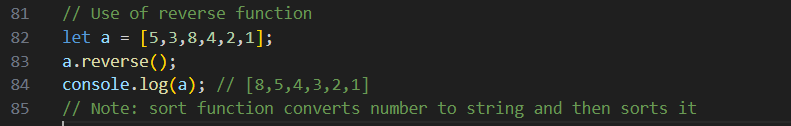 81 // Use of reverse function
82 let a = [5,3,8,4,2,1];
83 a.reverse();
84 console.log(a); // [8,5,4,3,2,1]
85 // Note: sort function converts number to string and then sorts it